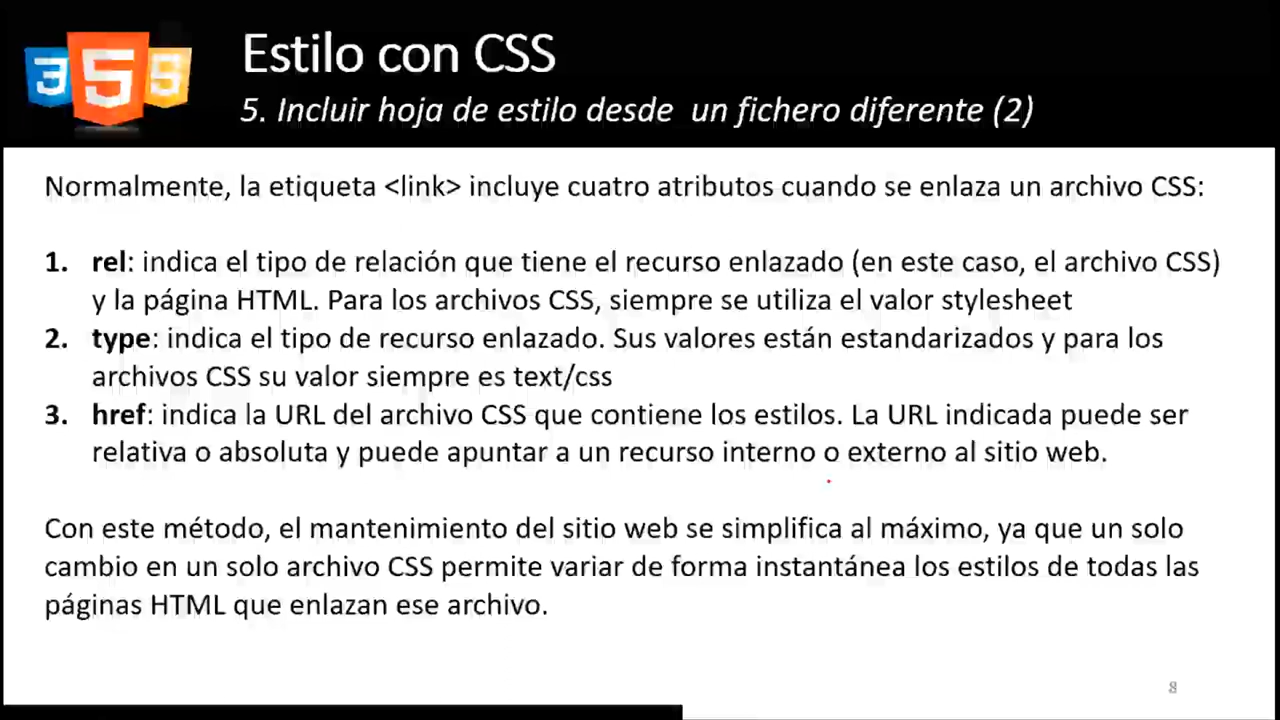 3 5 S
Estilo con CSS
5. Incluir hoja de estilo desde un fichero diferente (2)
Normalmente, la etiqueta <link> incluye cuatro atributos cuando se enlaza un archivo CSS:
1. rel: indica el tipo de relación que tiene el recurso enlazado (en este caso, el archivo CSS)
y la página HTML. Para los archivos CSS, siempre se utiliza el valor stylesheet
2. type: indica el tipo de recurso enlazado. Sus valores están estandarizados y para los
archivos CSS su valor siempre es text/css
3. href: indica la URL del archivo CSS que contiene los estilos. La URL indicada puede ser
relativa o absoluta y puede apuntar a un recurso interno o externo al sitio web.
Con este método, el mantenimiento del sitio web se simplifica al máximo, ya que un solo
cambio en un solo archivo CSS permite variar de forma instantánea los estilos de todas las
páginas HTML que enlazan ese archivo.
8